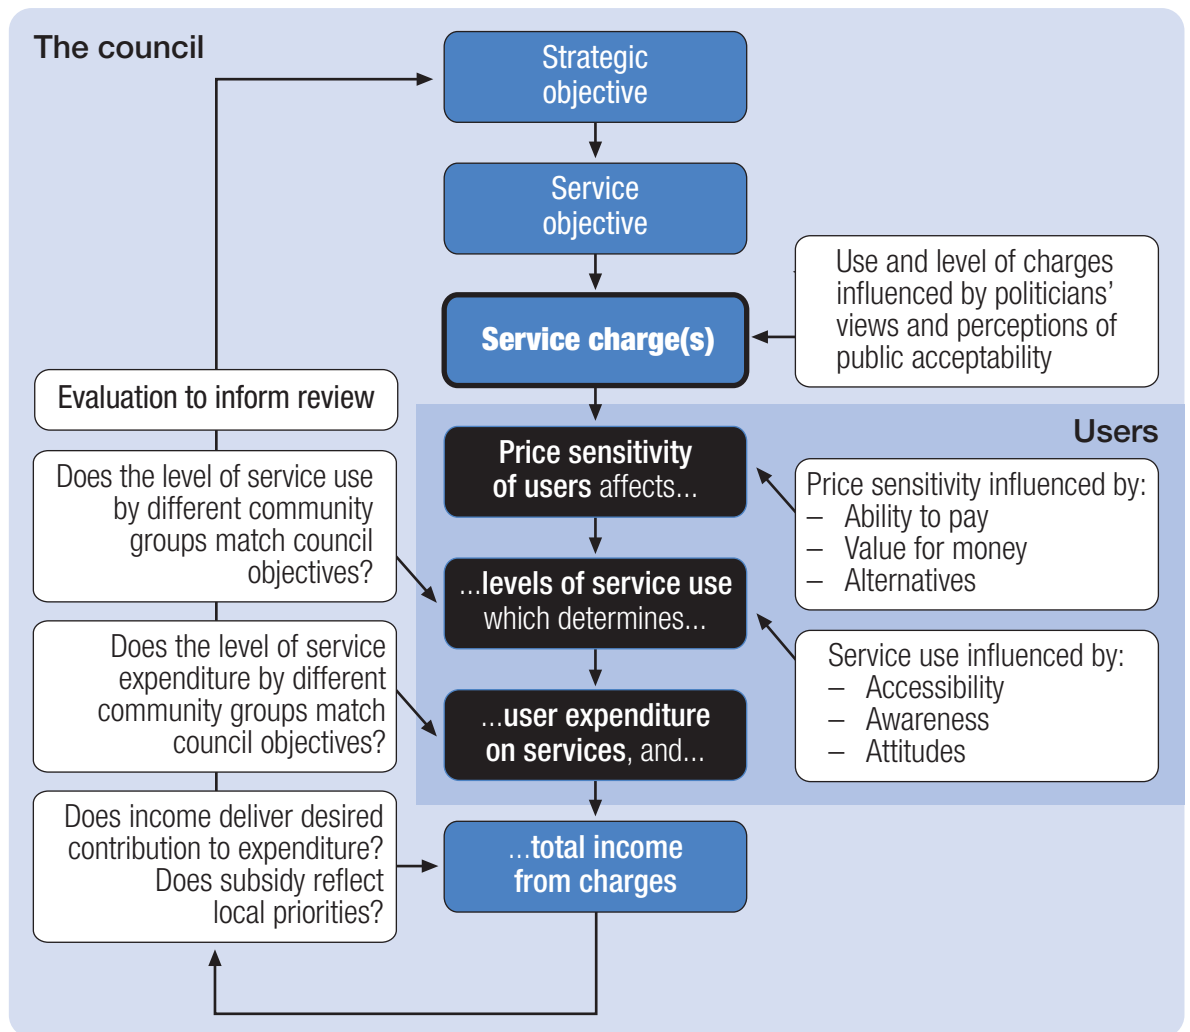 The council
Strategic
objective
Service
objective
Service charge(s)
Use and level of charges
influenced by politicians’
views and perceptions of
public acceptability
Evaluation to inform review
Users
Price sensitivity
of users affects...
Price sensitivity influenced by:
– Ability to pay
– Value for money
– Alternatives
Does the level of service use
by different community
groups match council
objectives?
...levels of service use
which determines...
Does the level of service
expenditure by different
community groups match
council objectives?
Service use influenced by:
– Accessibility
– Awareness
– Attitudes
...user expenditure
on services, and...
Does income deliver desired
contribution to expenditure?
Does subsidy reflect
local priorities?
...total income
from charges